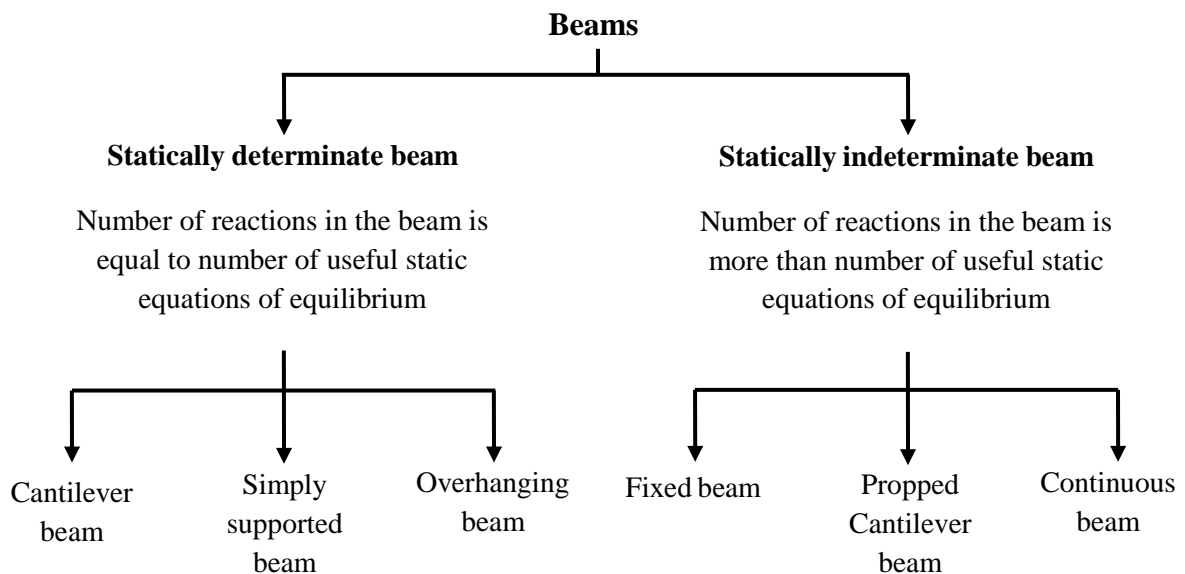 Beams
Statically determinate beam
Number of reactions in the beam is
equal to number of useful static
equations of equilibrium
Statically indeterminate beam
Number of reactions in the beam is
more than number of useful static
equations of equilibrium
Cantilever
beam
Simply
supported
beam
Overhanging
beam
Fixed beam
Propped
Cantilever
beam
Continuous
beam